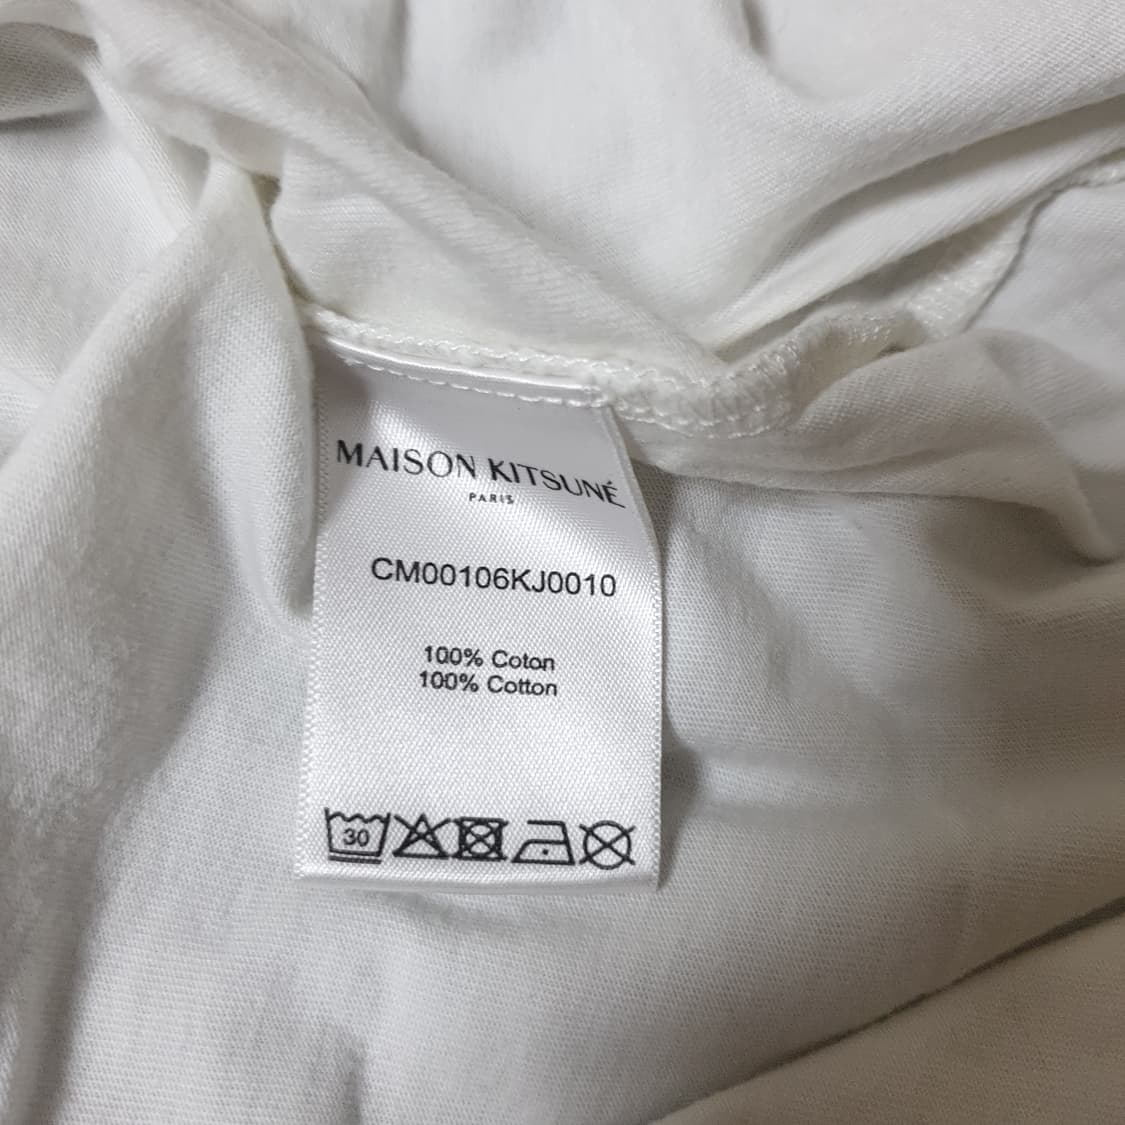 MAISON KITSUNÉ
PARIS
CM00106KJ0010
100% Coton
100% Cotton
30